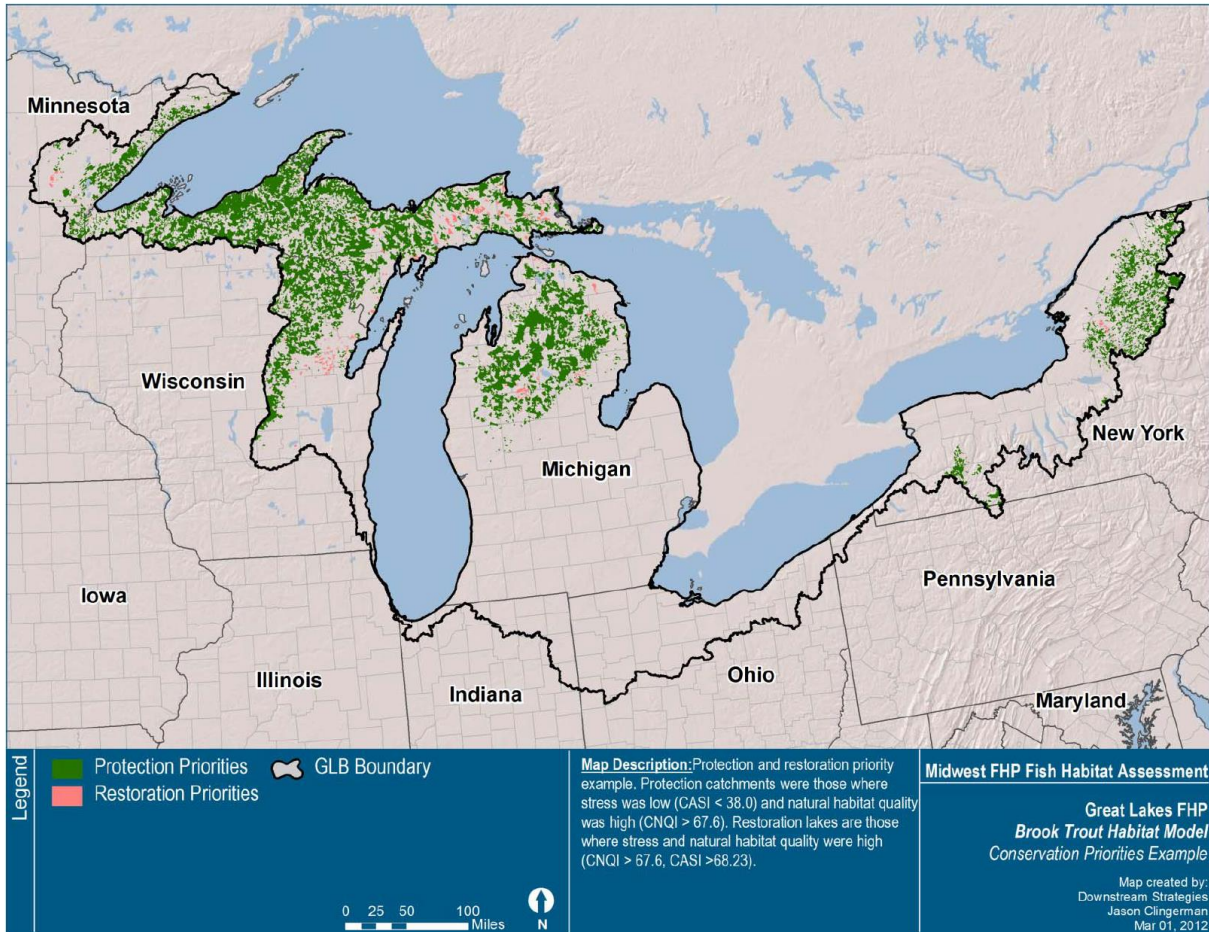 Minnesota
Wisconsin
Michigan
New York
Iowa
Pennsylvania
Illinois
Indiana
Ohio
Maryland
Legend
Protection Priorities
GLB Boundary
Restoration Priorities
0 25 50 100
Miles
N
Map Description:Protection and restoration priority
example. Protection catchments were those where
stress was low (CASI < 38.0) and natural habitat quality
was high (CNQI > 67.6). Restoration lakes are those
where stress and natural habitat quality were high
(CNQI > 67.6, CASI >68.23).
Midwest FHP Fish Habitat Assessment
Great Lakes FHP
Brook Trout Habitat Model
Conservation Priorities Example
Map created by:
Downstream Strategies
Jason Clingerman
Mar 01, 2012